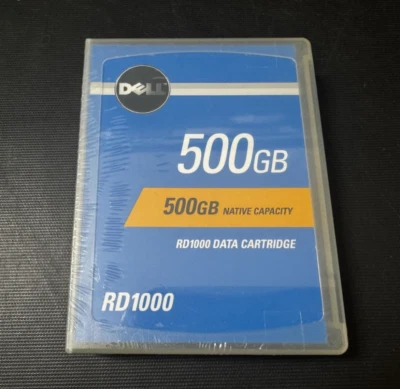 DELL
500GB
500GB NATIVE CAPACITY
RD1000 DATA CARTRIDGE
RD1000